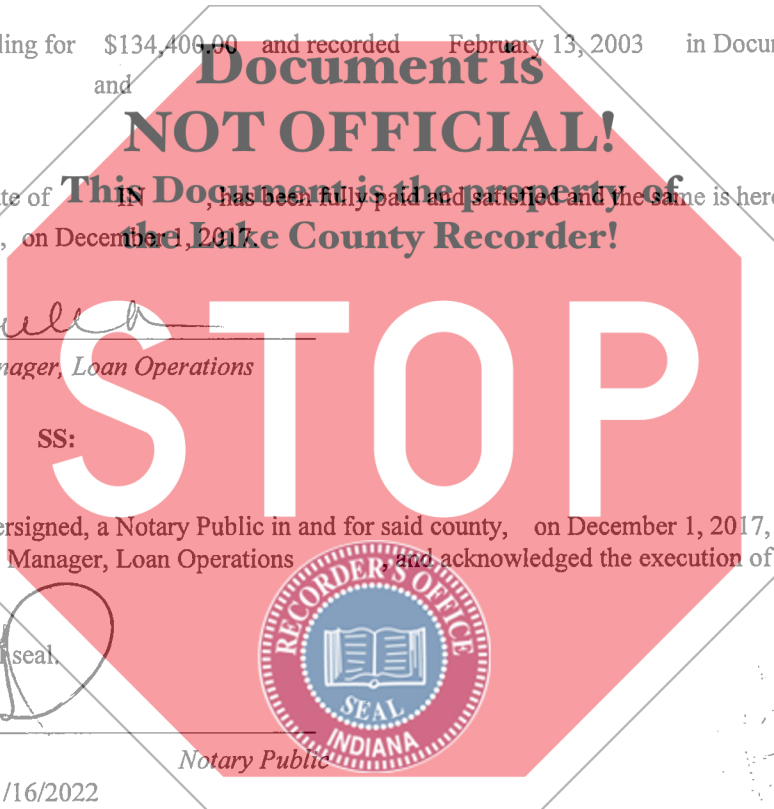 ling for $134,400.00 and recorded February 13, 2003 in Docu
and
Document is
NOT OFFICIAL!
te of IN , has been fully paid and satisfied and the same is here
This Document is the property of
, on December 1, 2017.
the Lake County Recorder!
nager, Loan Operations
STOP
SS:
ersigned, a Notary Public in and for said county, on December 1, 2017,
Manager, Loan Operations , and acknowledged the execution of
RECORDER'S OFFICE
seal.
SEAL
INDIANA
Notary Public
/16/2022